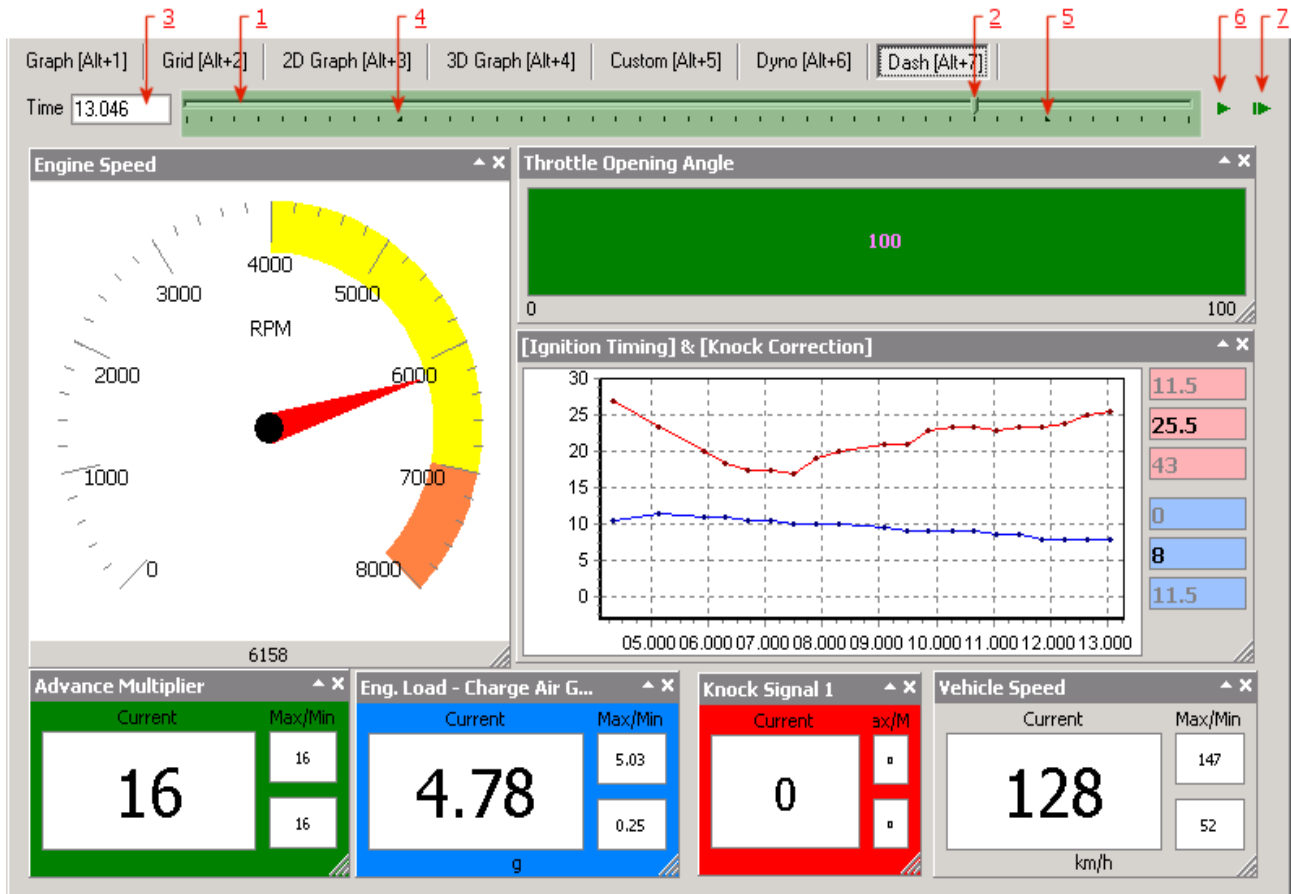 3 1 4 2 5 6 7
Graph [Alt+1] Grid [Alt+2] 2D Graph [Alt+3] 3D Graph [Alt+4] Custom [Alt+5] Dyno [Alt+6] Dash [Alt+7]
Time 13.046
Engine Speed
4000
3000 5000
RPM
2000 6000
1000 7000
0 8000
6158
Throttle Opening Angle
100
0 100
[Ignition Timing] & [Knock Correction]
30
25
20
15
10
5
0
05.000 06.000 07.000 08.000 09.000 10.000 11.000 12.000 13.000
11.5
25.5
43
0
8
11.5
Advance Multiplier
Current Max/Min
16
16
16
Eng. Load - Charge Air G...
Current Max/Min
4.78
5.03
0.25
g
Knock Signal 1
Current ax/M
0
0
0
Vehicle Speed
Current Max/Min
128
147
52
km/h